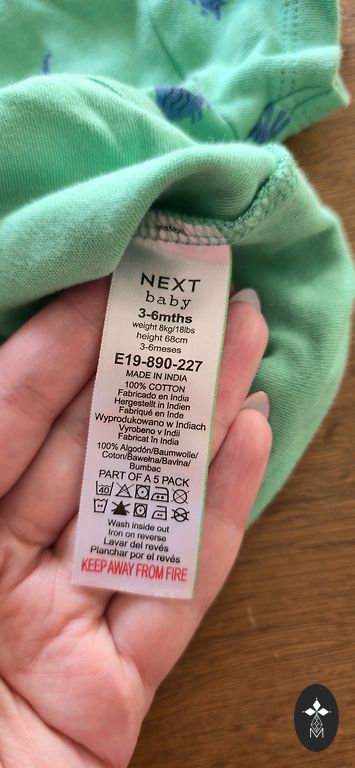 NEXT
baby
3-6mths
weight 8kg/18lbs
height 68cm
3-6meses
E19-890-227
MADE IN INDIA
100% COTTON
Fabricado en India
Hergestellt in Indien
Fabriqué en Inde
Wyprodukowano w Indiach
Vyrobeno v Indii
Fabricat în India
100% Algodón/Baumwolle/
Coton/Bawełna/Bavlna/
Bumbac
PART OF A 5 PACK
40
Wash inside out
Iron on reverse
Lavar del revés
Planchar por el revés
KEEP AWAY FROM FIRE
M